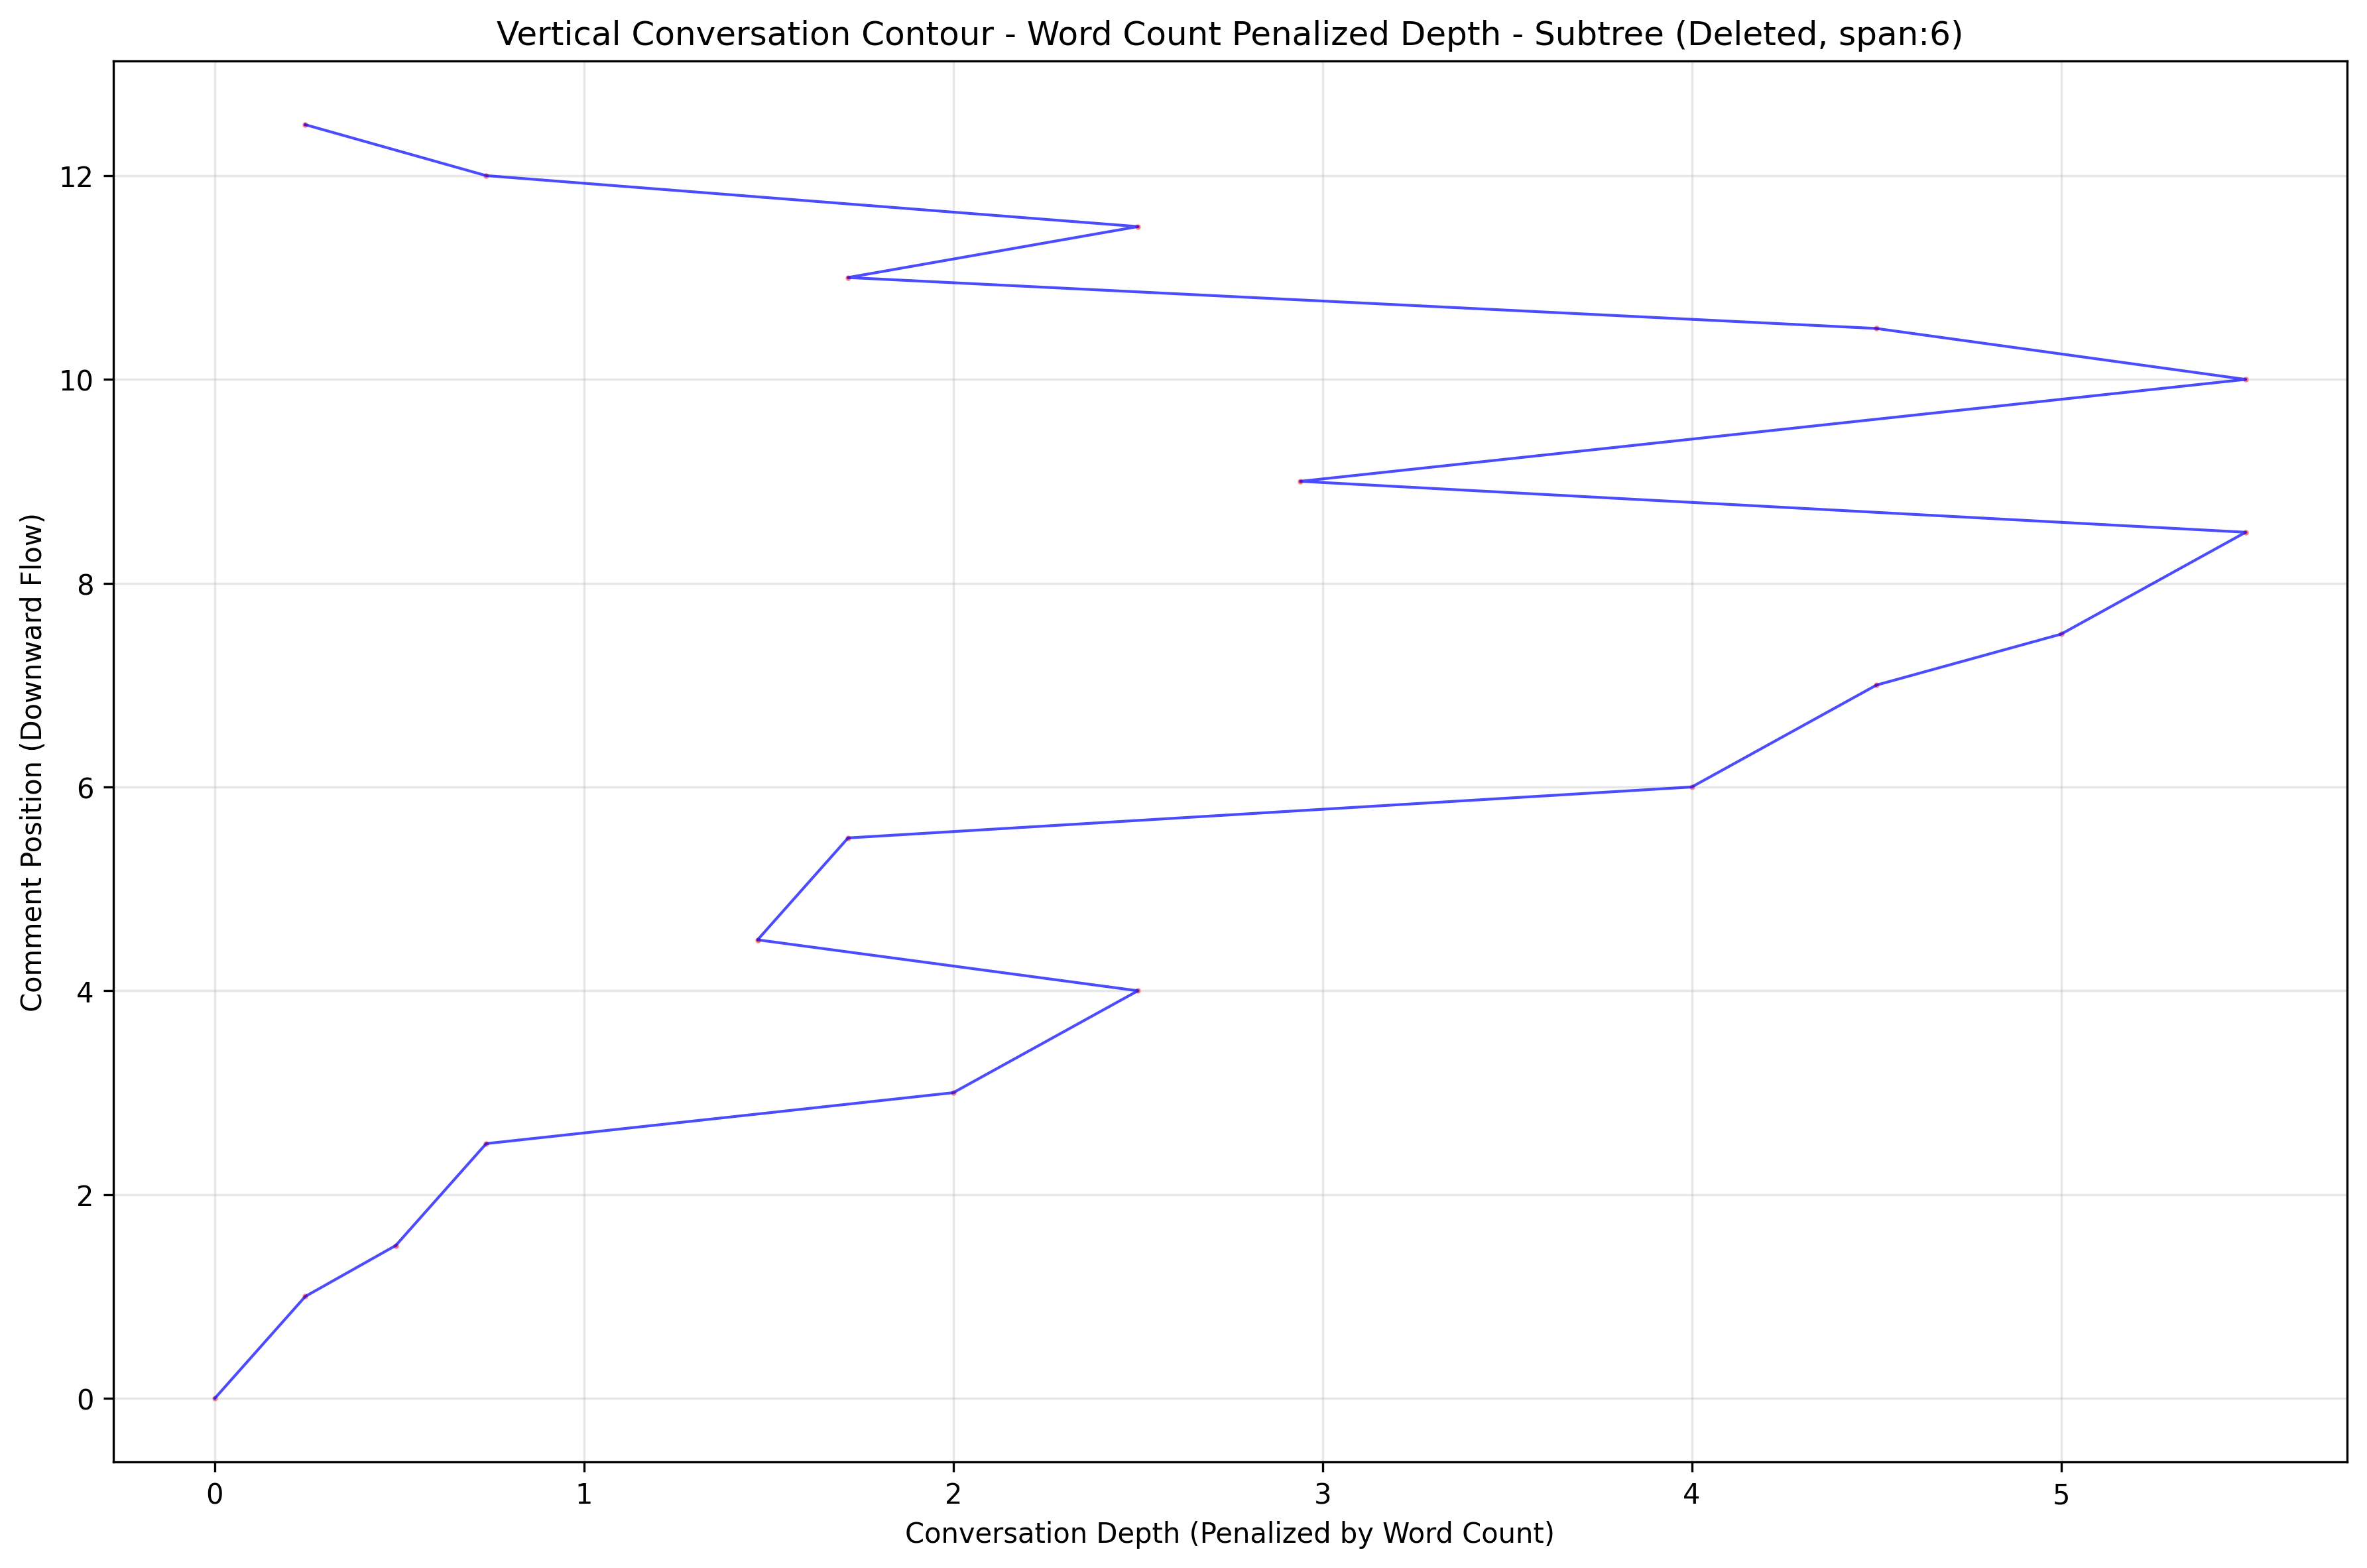 Vertical Conversation Contour - Word Count Penalized Depth - Subtree (Deleted, span:6)
Comment Position (Downward Flow)
12
10
8
6
4
2
0
0 1 2 3 4 5
Conversation Depth (Penalized by Word Count)